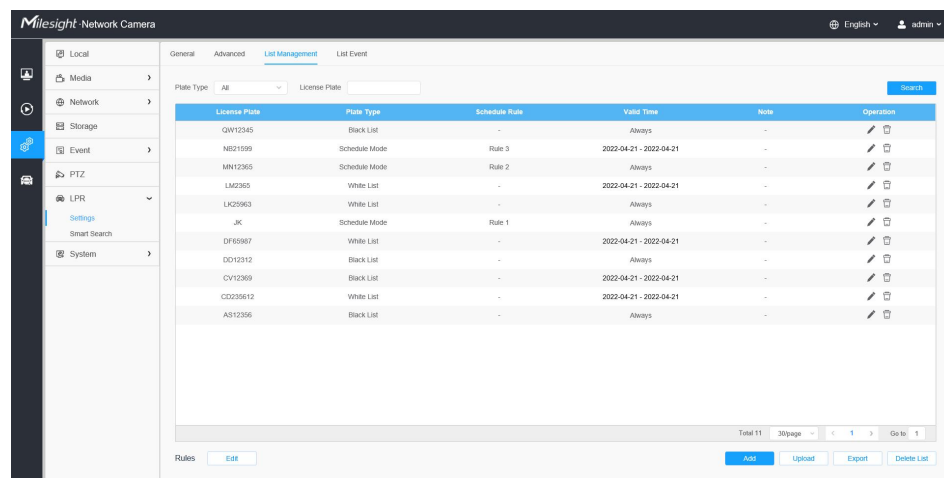 Milesight · Network Camera
English
admin
Local
Media
Network
Storage
Event
PTZ
LPR
Settings
Smart Search
System
General Advanced List Management List Event
Plate Type All License Plate Search
License Plate Plate Type Schedule Rule Valid Time Note Operation
QW12345 Black List - Always -
NB21599 Schedule Mode Rule 3 2022-04-21 - 2022-04-21 -
MN12365 Schedule Mode Rule 2 Always -
LM2365 White List - 2022-04-21 - 2022-04-21 -
LK25963 White List - Always -
JK Schedule Mode Rule 1 Always -
DF65987 White List - 2022-04-21 - 2022-04-21 -
DD12312 Black List - Always -
CV12369 Black List - 2022-04-21 - 2022-04-21 -
CD235612 White List - 2022-04-21 - 2022-04-21 -
AS12356 Black List - Always -
Total 11 30/page < 1 > Go to 1
Rules Edit Add Upload Export Delete List